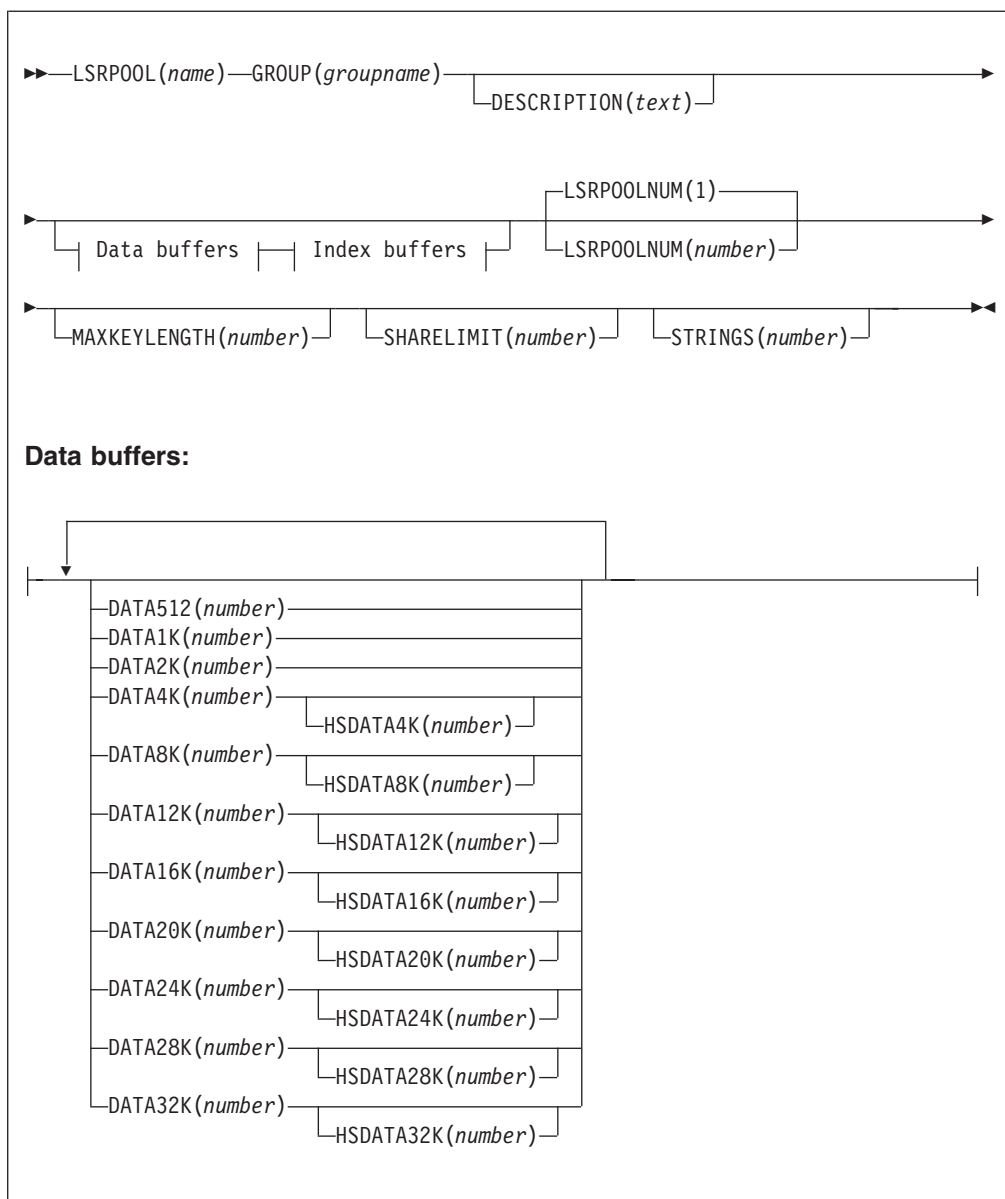 LSRPOOL(name) GROUP(groupname)
DESCRIPTION(text)
LSRPOOLNUM(1)
Data buffers Index buffers LSRPOOLNUM(number)
MAXKEYLENGTH(number) SHARELIMIT(number) STRINGS(number)
Data buffers:
DATA512(number)
DATA1K(number)
DATA2K(number)
DATA4K(number)
HSDATA4K(number)
DATA8K(number)
HSDATA8K(number)
DATA12K(number)
HSDATA12K(number)
DATA16K(number)
HSDATA16K(number)
DATA20K(number)
HSDATA20K(number)
DATA24K(number)
HSDATA24K(number)
DATA28K(number)
HSDATA28K(number)
DATA32K(number)
HSDATA32K(number)